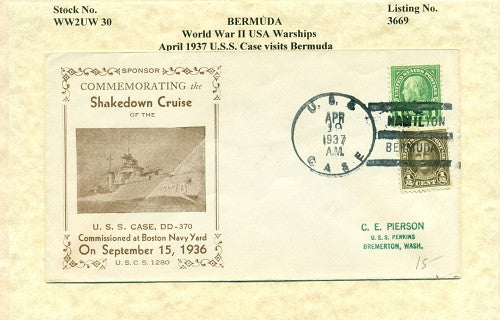 Stock No.
WW2UW 30
BERMUDA
World War II USA Warships
April 1937 U.S.S. Case visits Bermuda
Listing No.
3669
SPONSOR
COMMEMORATING the
Shakedown Cruise
OF THE
U. S. S. CASE, DD-370
Commissioned at Boston Navy Yard
On September 15, 1936
U.S.C.S. 1280
U.S.S.
APR
19
1937
A.M.
CASE
HAMILTON
BERMUDA
C. E. PIERSON
U.S.S. PERKINS
BREMERTON, WASH.
15-